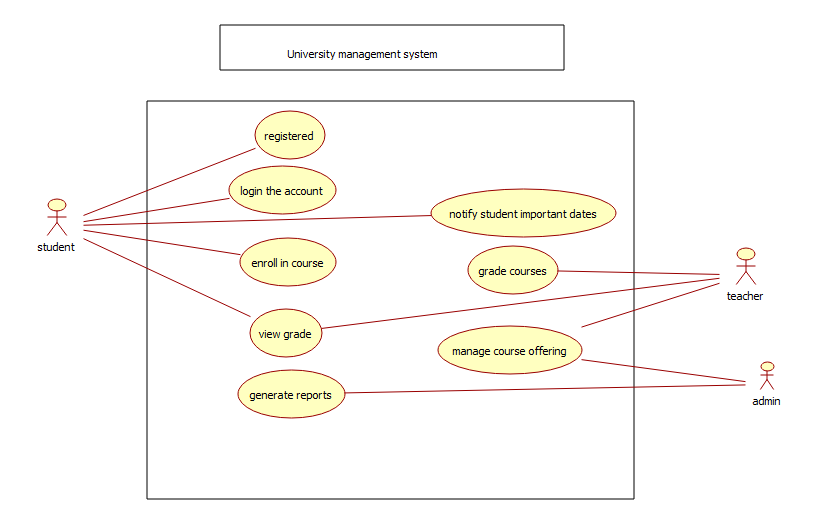 University management system
registered
login the account
notify student important dates
student
enroll in course
grade courses
teacher
view grade
manage course offering
generate reports
admin